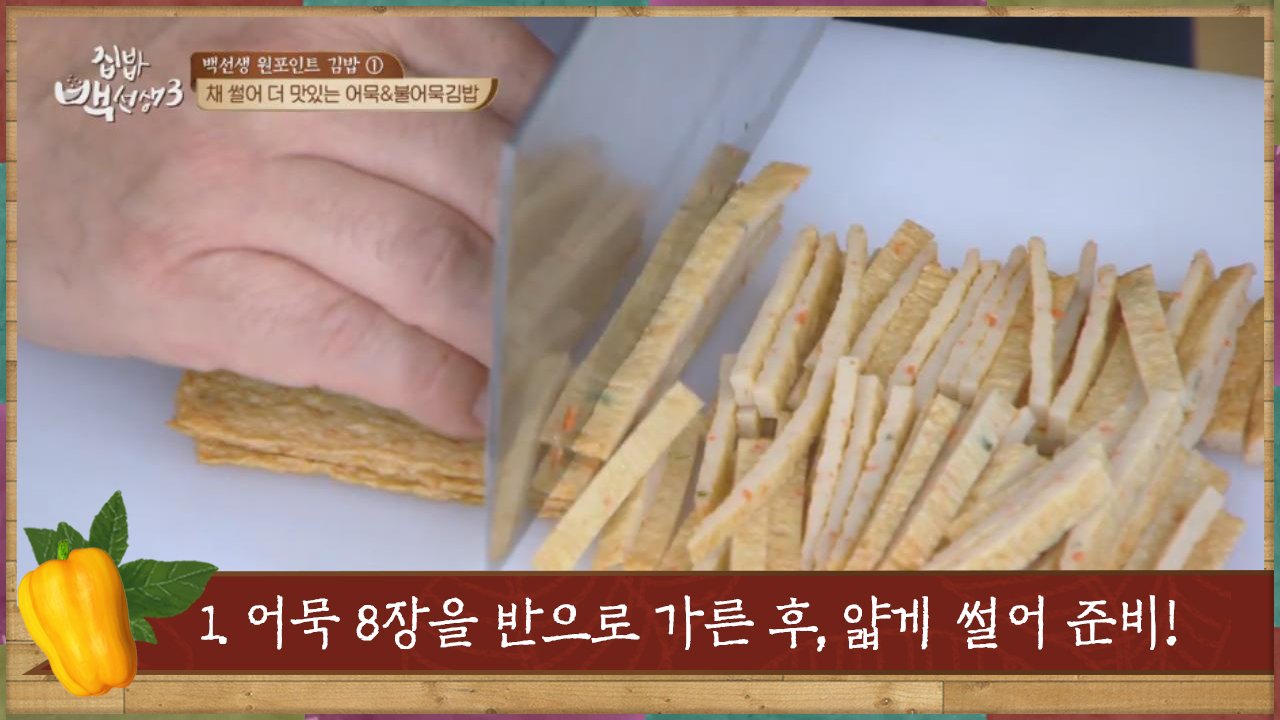 집밥
백선생3
백선생 원포인트 김밥 ①
채 썰어 더 맛있는 어묵&불어묵김밥
1. 어묵 8장을 반으로 가른 후, 얇게 썰어 준비!